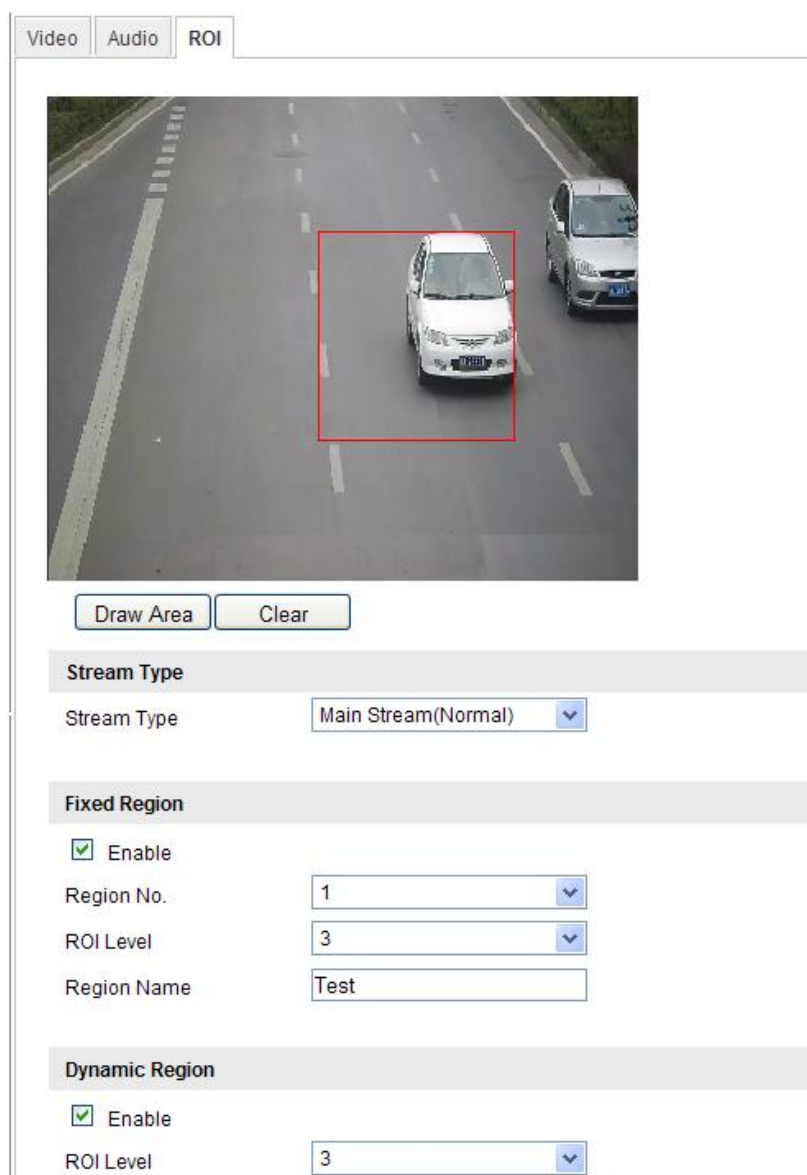 Video Audio ROI
Draw Area Clear
Stream Type
Stream Type Main Stream(Normal)
Fixed Region
Enable
Region No. 1
ROI Level 3
Region Name Test
Dynamic Region
Enable
ROI Level 3